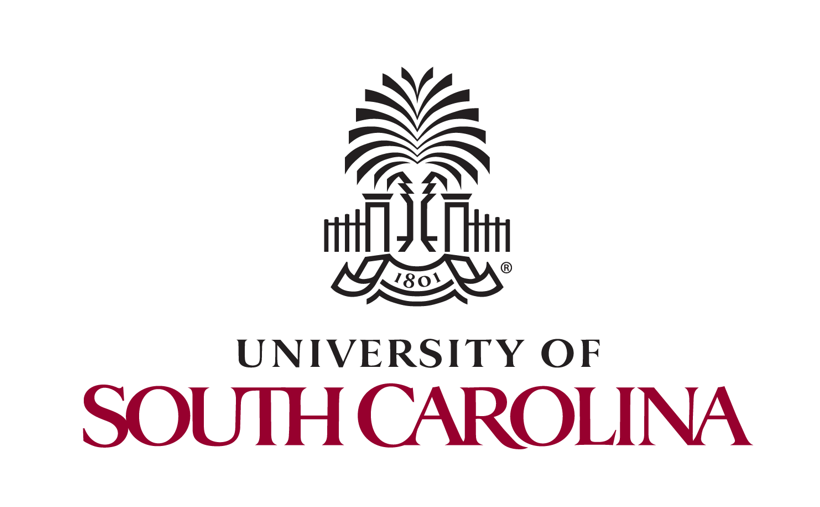 1801
®
UNIVERSITY OF
SOUTH CAROLINA